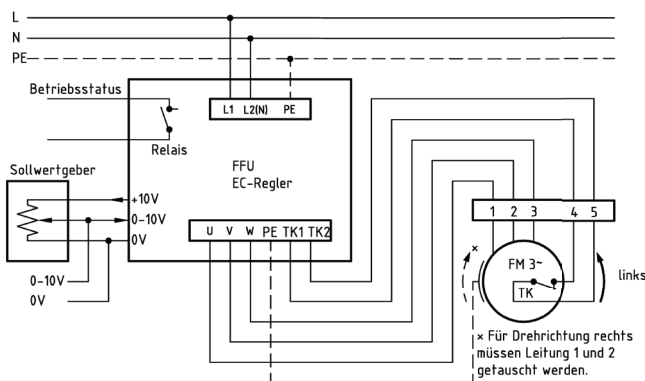 L
N
PE
Betriebsstatus
L1 L2(N) PE
Relais
FFU
EC-Regler
Sollwertgeber
+10V
0-10V
0V
U V W PE TK1 TK2
0-10V
0V
1 2 3 4 5
×
FM 3~
TK
links
× Für Drehrichtung rechts
müssen Leitung 1 und 2
getauscht werden.